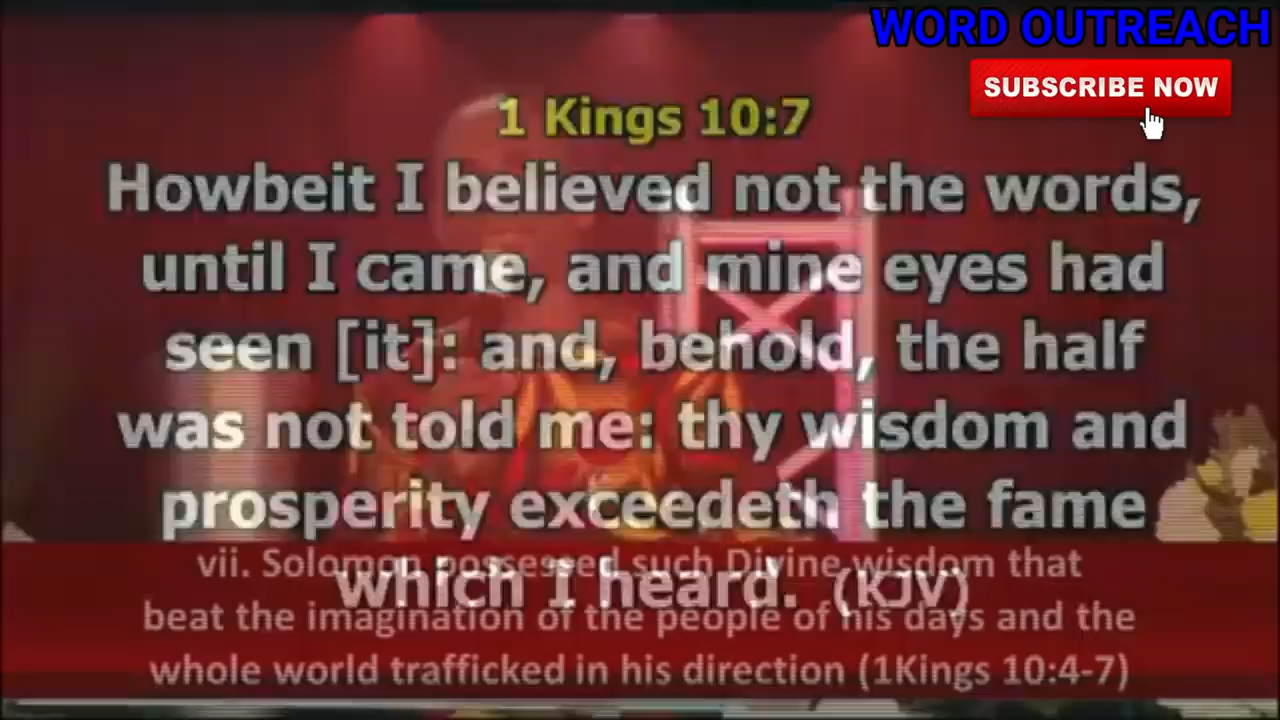 WORD OUTREACH
SUBSCRIBE NOW
1 Kings 10:7
Howbeit I believed not the words,
until I came, and mine eyes had
seen [it]: and, behold, the half
was not told me: thy wisdom and
prosperity exceedeth the fame
which I heard. (KJV)
vii. Solomon possessed such Divine wisdom that
beat the imagination of the people of his days and the
whole world trafficked in his direction (1Kings 10:4-7)